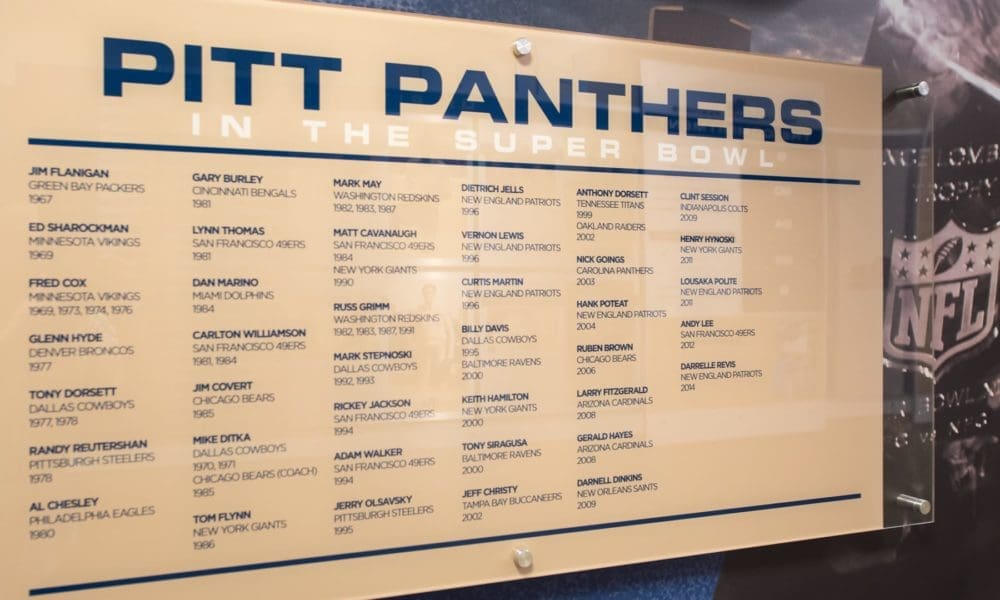 PITT PANTHERS
IN THE SUPER BOWL
JIM FLANIGAN
GREEN BAY PACKERS
1967
ED SHAROCKMAN
MINNESOTA VIKINGS
1969
FRED COX
MINNESOTA VIKINGS
1969, 1973, 1974, 1976
GLENN HYDE
DENVER BRONCOS
1977
TONY DORSETT
DALLAS COWBOYS
1977, 1978
RANDY REUTERSHAN
PITTSBURGH STEELERS
1978
AL CHESLEY
PHILADELPHIA EAGLES
1980
GARY BURLEY
CINCINNATI BENGALS
1981
LYNN THOMAS
SAN FRANCISCO 49ERS
1981
DAN MARINO
MIAMI DOLPHINS
1984
CARLTON WILLIAMSON
SAN FRANCISCO 49ERS
1981, 1984
JIM COVERT
CHICAGO BEARS
1985
MIKE DITKA
DALLAS COWBOYS
1970, 1971
CHICAGO BEARS (COACH)
1985
TOM FLYNN
NEW YORK GIANTS
1986
MARK MAY
WASHINGTON REDSKINS
1982, 1983, 1987
MATT CAVANAUGH
SAN FRANCISCO 49ERS
1984
NEW YORK GIANTS
1990
RUSS GRIMM
WASHINGTON REDSKINS
1982, 1983, 1987, 1991
MARK STEPNOSKI
DALLAS COWBOYS
1992, 1993
RICKEY JACKSON
SAN FRANCISCO 49ERS
1994
ADAM WALKER
SAN FRANCISCO 49ERS
1994
JERRY OLSAVSKY
PITTSBURGH STEELERS
1995
DIETRICH JELLS
NEW ENGLAND PATRIOTS
1996
VERNON LEWIS
NEW ENGLAND PATRIOTS
1996
CURTIS MARTIN
NEW ENGLAND PATRIOTS
1996
BILLY DAVIS
DALLAS COWBOYS
1995
BALTIMORE RAVENS
2000
KEITH HAMILTON
NEW YORK GIANTS
2000
TONY SIRAGUSA
BALTIMORE RAVENS
2000
JEFF CHRISTY
TAMPA BAY BUCCANEERS
2002
ANTHONY DORSETT
TENNESSEE TITANS
1999
OAKLAND RAIDERS
2002
NICK GOINGS
CAROLINA PANTHERS
2003
HANK POTEAT
NEW ENGLAND PATRIOTS
2004
RUBEN BROWN
CHICAGO BEARS
2006
LARRY FITZGERALD
ARIZONA CARDINALS
2008
GERALD HAYES
ARIZONA CARDINALS
2008
DARNELL DINKINS
NEW ORLEANS SAINTS
2009
CLINT SESSION
INDIANAPOLIS COLTS
2009
HENRY HYNOSKI
NEW YORK GIANTS
2011
LOUSAKA POLITE
NEW ENGLAND PATRIOTS
2011
ANDY LEE
SAN FRANCISCO 49ERS
2012
DARRELLE REVIS
NEW ENGLAND PATRIOTS
2014
NFL